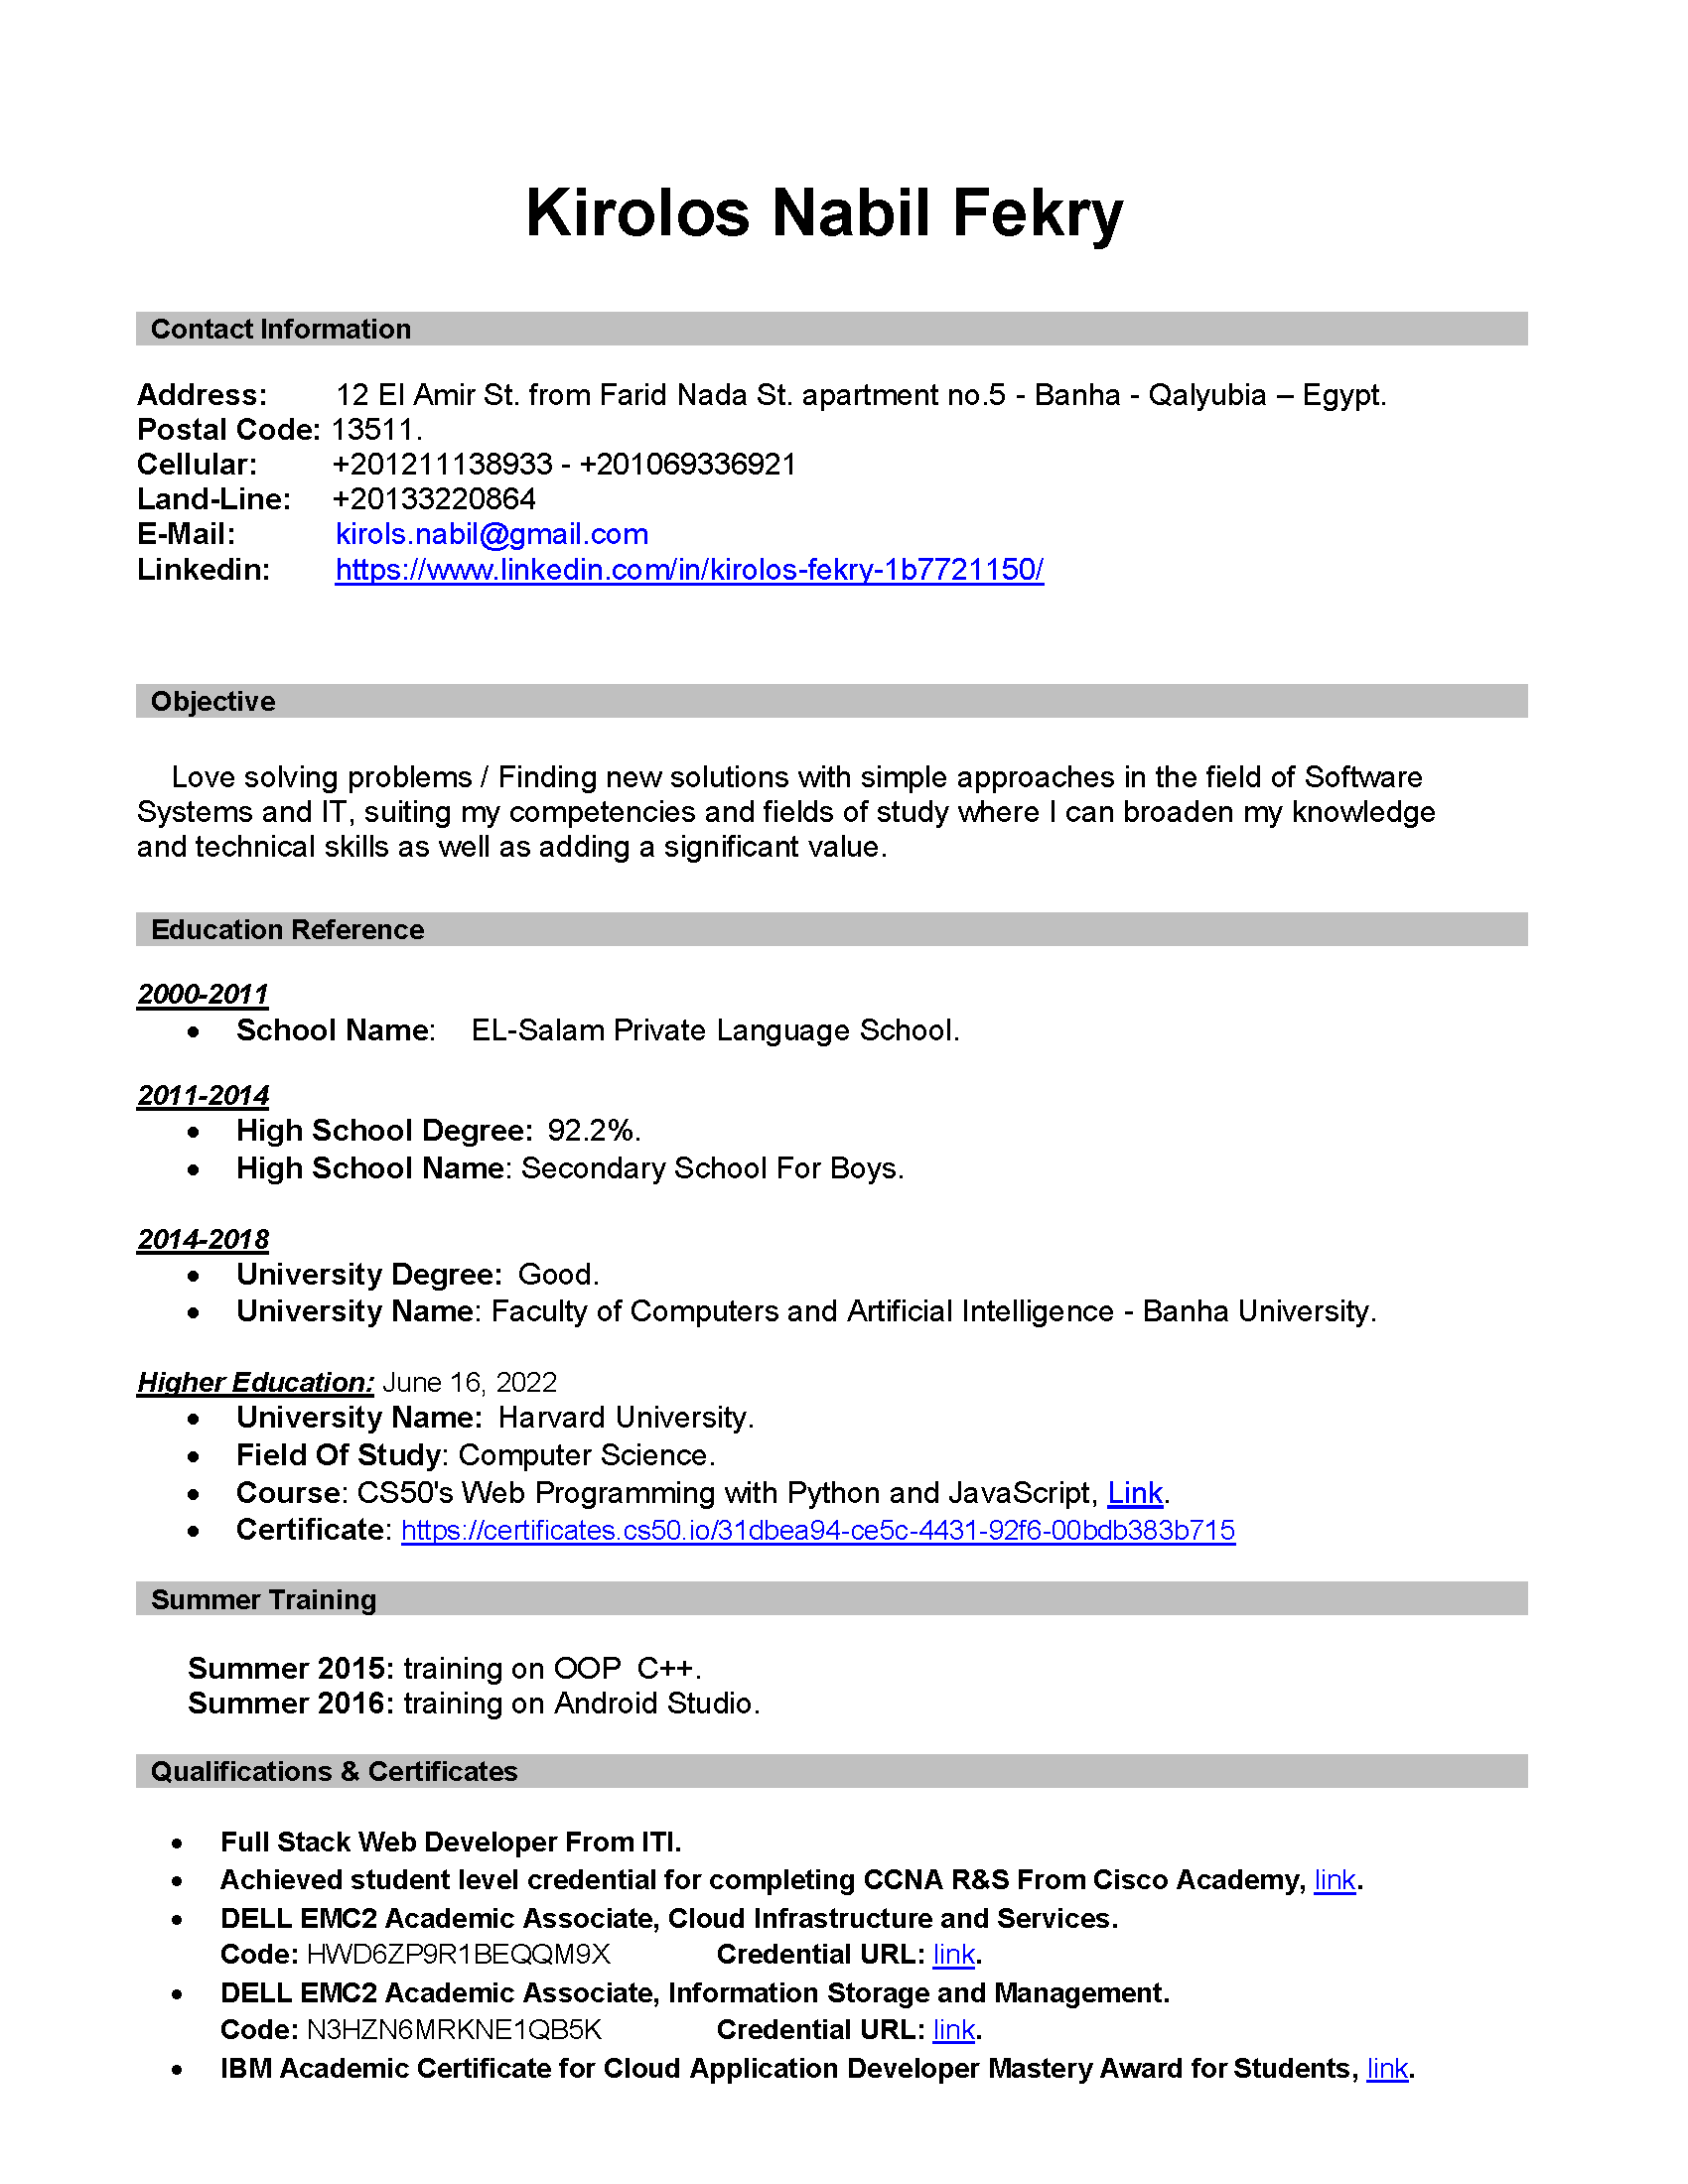 Kirolos Nabil Fekry
Contact Information
Address: 12 El Amir St. from Farid Nada St. apartment no.5 - Banha - Qalyubia – Egypt.
Postal Code: 13511.
Cellular: +201211138933 - +201069336921
Land-Line: +20133220864
E-Mail: kirols.nabil@gmail.com
Linkedin: https://www.linkedin.com/in/kirolos-fekry-1b7721150/
Objective
Love solving problems / Finding new solutions with simple approaches in the field of Software
Systems and IT, suiting my competencies and fields of study where I can broaden my knowledge
and technical skills as well as adding a significant value.
Education Reference
2000-2011
• School Name: EL-Salam Private Language School.
2011-2014
• High School Degree: 92.2%.
• High School Name: Secondary School For Boys.
2014-2018
• University Degree: Good.
• University Name: Faculty of Computers and Artificial Intelligence - Banha University.
Higher Education: June 16, 2022
• University Name: Harvard University.
• Field Of Study: Computer Science.
• Course: CS50's Web Programming with Python and JavaScript, Link.
• Certificate: https://certificates.cs50.io/31dbea94-ce5c-4431-92f6-00bdb383b715
Summer Training
Summer 2015: training on OOP C++.
Summer 2016: training on Android Studio.
Qualifications & Certificates
• Full Stack Web Developer From ITI.
• Achieved student level credential for completing CCNA R&S From Cisco Academy, link.
• DELL EMC2 Academic Associate, Cloud Infrastructure and Services.
Code: HWD6ZP9R1BEQQM9X Credential URL: link.
• DELL EMC2 Academic Associate, Information Storage and Management.
Code: N3HZN6MRKNE1QB5K Credential URL: link.
• IBM Academic Certificate for Cloud Application Developer Mastery Award for Students, link.